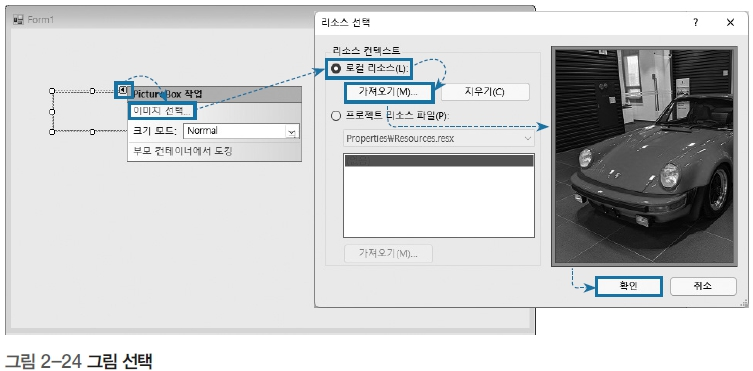 Form1
PictureBox 작업
이미지 선택...
크기 모드: Normal
부모 컨테이너에서 도킹
리소스 선택
? ×
리소스 컨텍스트
로컬 리소스(L):
가져오기(M)... 지우기(C)
프로젝트 리소스 파일(P):
Properties₩Resources.resx
가져오기(M)...
확인 취소
그림 2-24 그림 선택